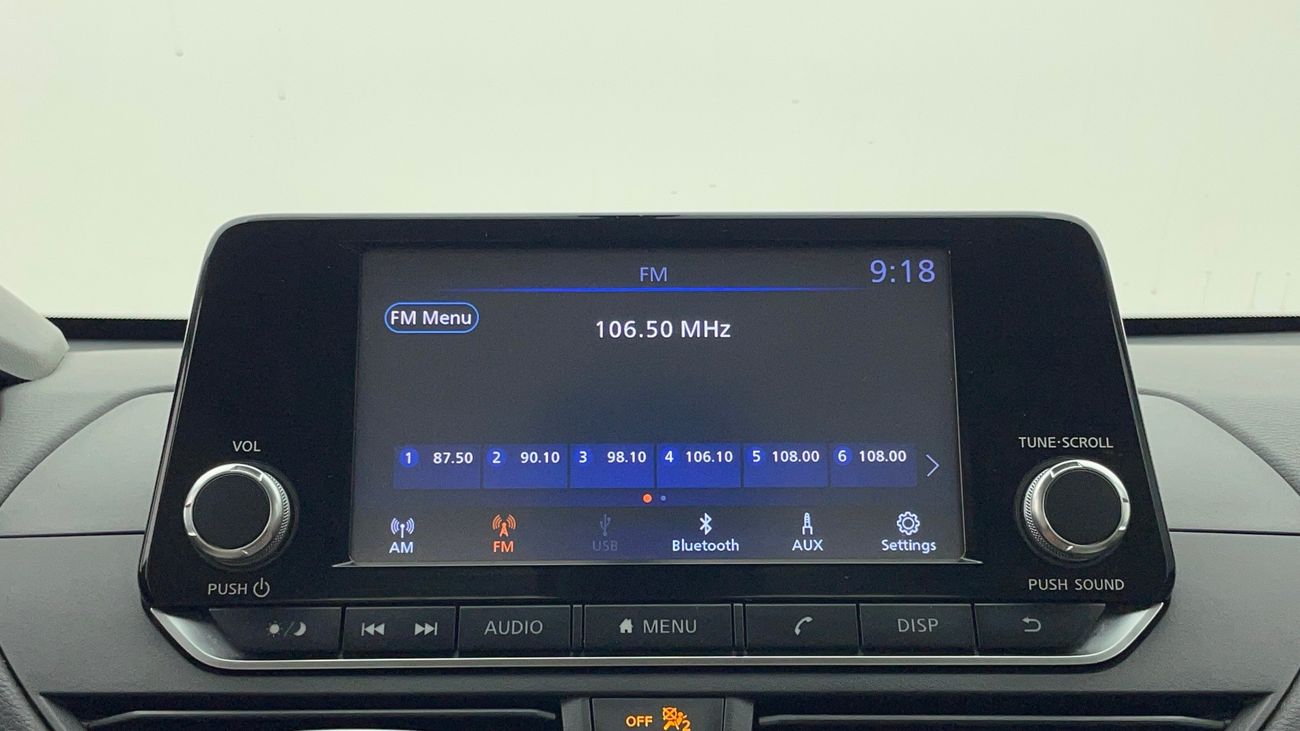 FM
9:18
FM Menu
106.50 MHz
1 87.50 2 90.10 3 98.10 4 106.10 5 108.00 6 108.00
AM FM USB Bluetooth AUX Settings
VOL
PUSH
TUNE·SCROLL
PUSH SOUND
AUDIO MENU DISP
OFF 2